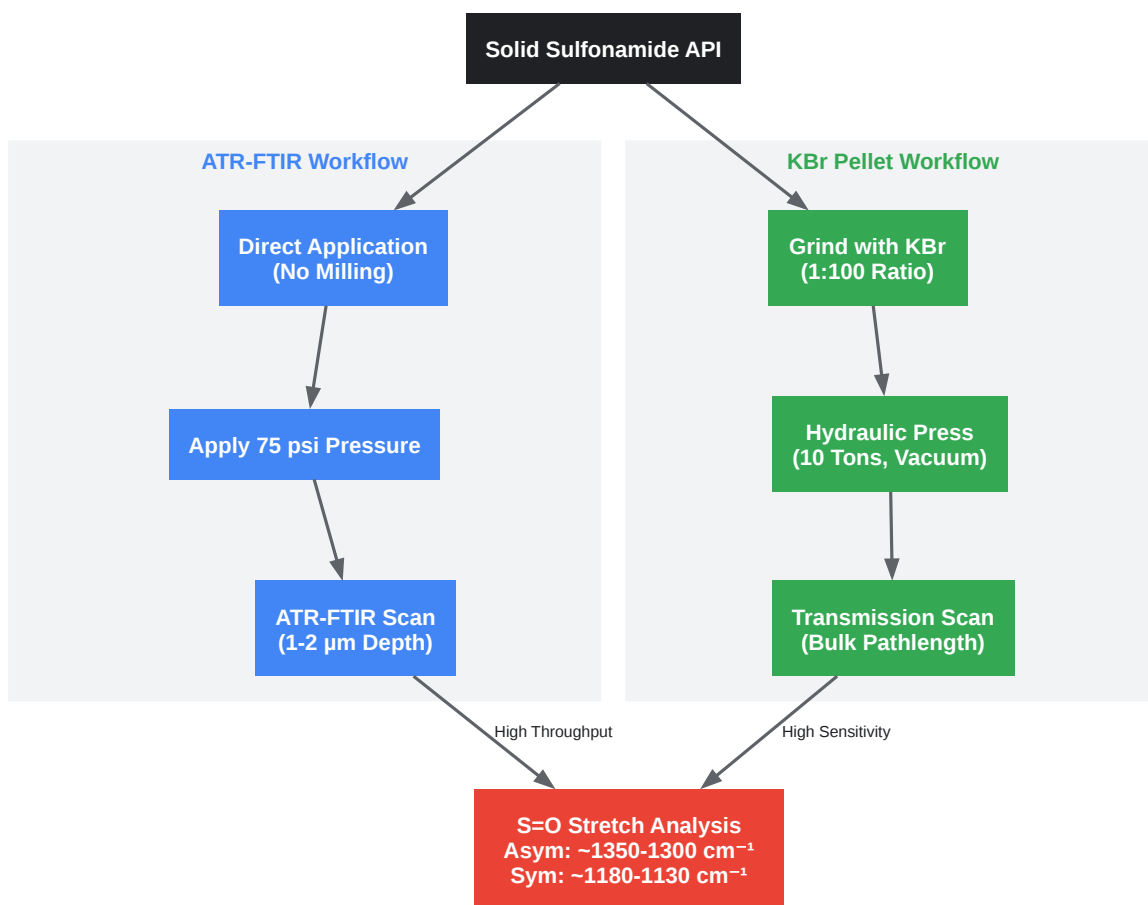 Solid Sulfonamide API
ATR-FTIR Workflow
Direct Application
(No Milling)
Apply 75 psi Pressure
ATR-FTIR Scan
(1-2 µm Depth)
High Throughput
KBr Pellet Workflow
Grind with KBr
(1:100 Ratio)
Hydraulic Press
(10 Tons, Vacuum)
Transmission Scan
(Bulk Pathlength)
High Sensitivity
S=O Stretch Analysis
Asym: ~1350-1300 cm⁻¹
Sym: ~1180-1130 cm⁻¹